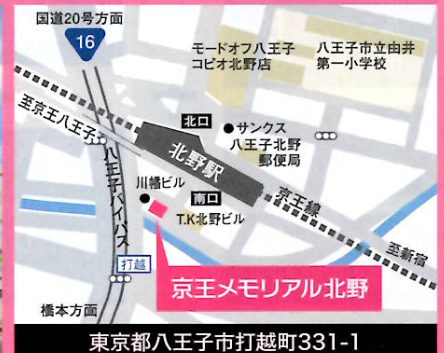 国道20号方面
16
モードオフ八王子
コピオ北野店
八王子市立由井
第一小学校
至京王八王子
北口
サンクス
八王子北野
郵便局
北野駅
八王子バイパス
川幡ビル
南口
T.K北野ビル
京王線
至新宿
打越
京王メモリアル北野
橋本方面
東京都八王子市打越町331-1